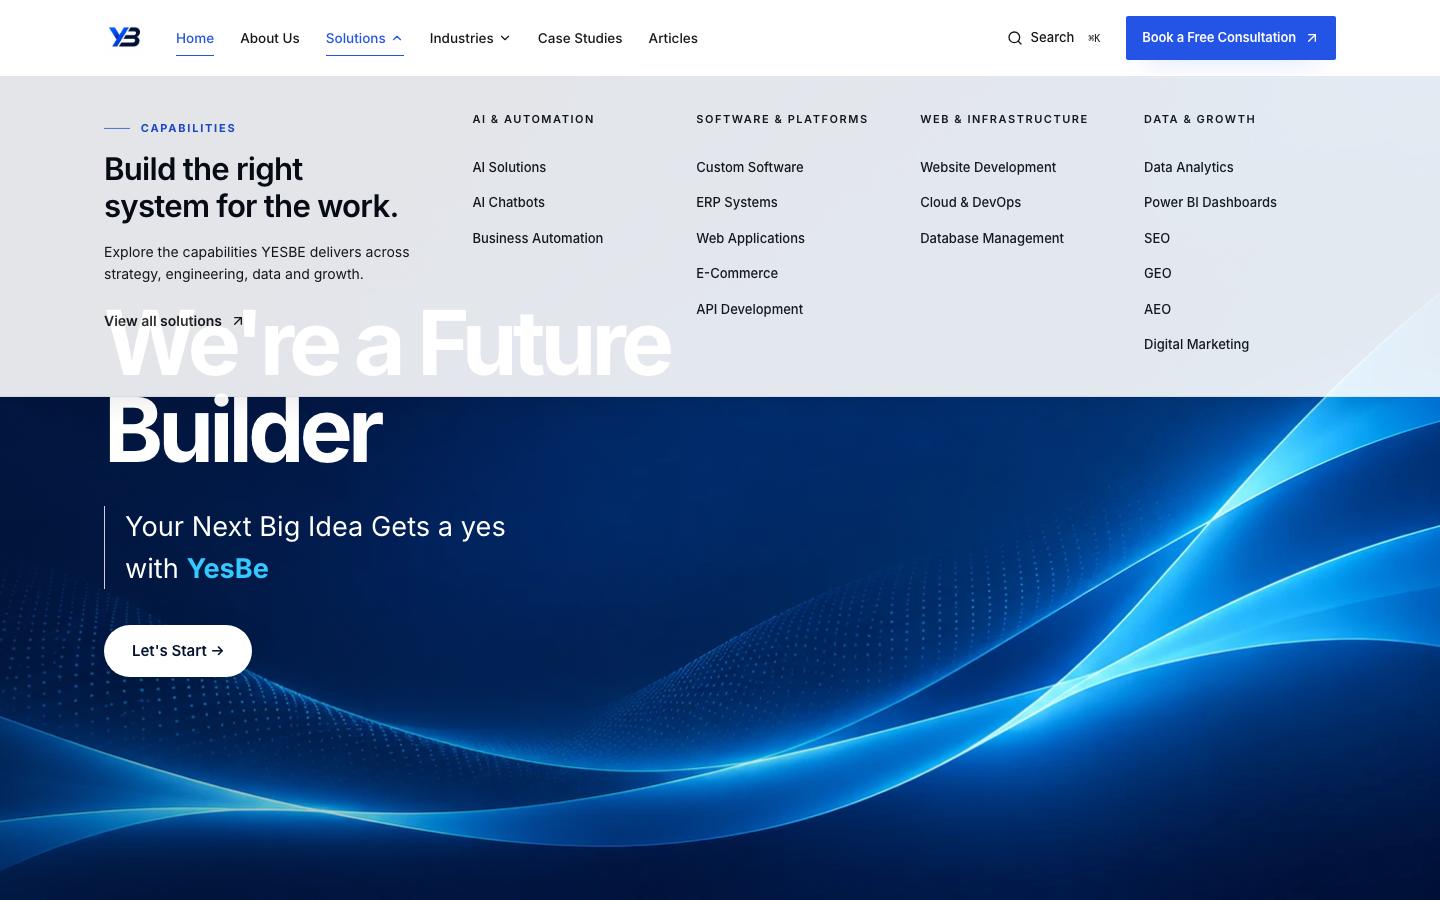 YB
Home About Us Solutions Industries Case Studies Articles Search ⌘K Book a Free Consultation
CAPABILITIES
Build the right
system for the work.
Explore the capabilities YESBE delivers across
strategy, engineering, data and growth.
View all solutions
AI & AUTOMATION
AI Solutions
AI Chatbots
Business Automation
SOFTWARE & PLATFORMS
Custom Software
ERP Systems
Web Applications
E-Commerce
API Development
WEB & INFRASTRUCTURE
Website Development
Cloud & DevOps
Database Management
DATA & GROWTH
Data Analytics
Power BI Dashboards
SEO
GEO
AEO
Digital Marketing
We're a Future
Builder
Your Next Big Idea Gets a yes
with YesBe
Let's Start →